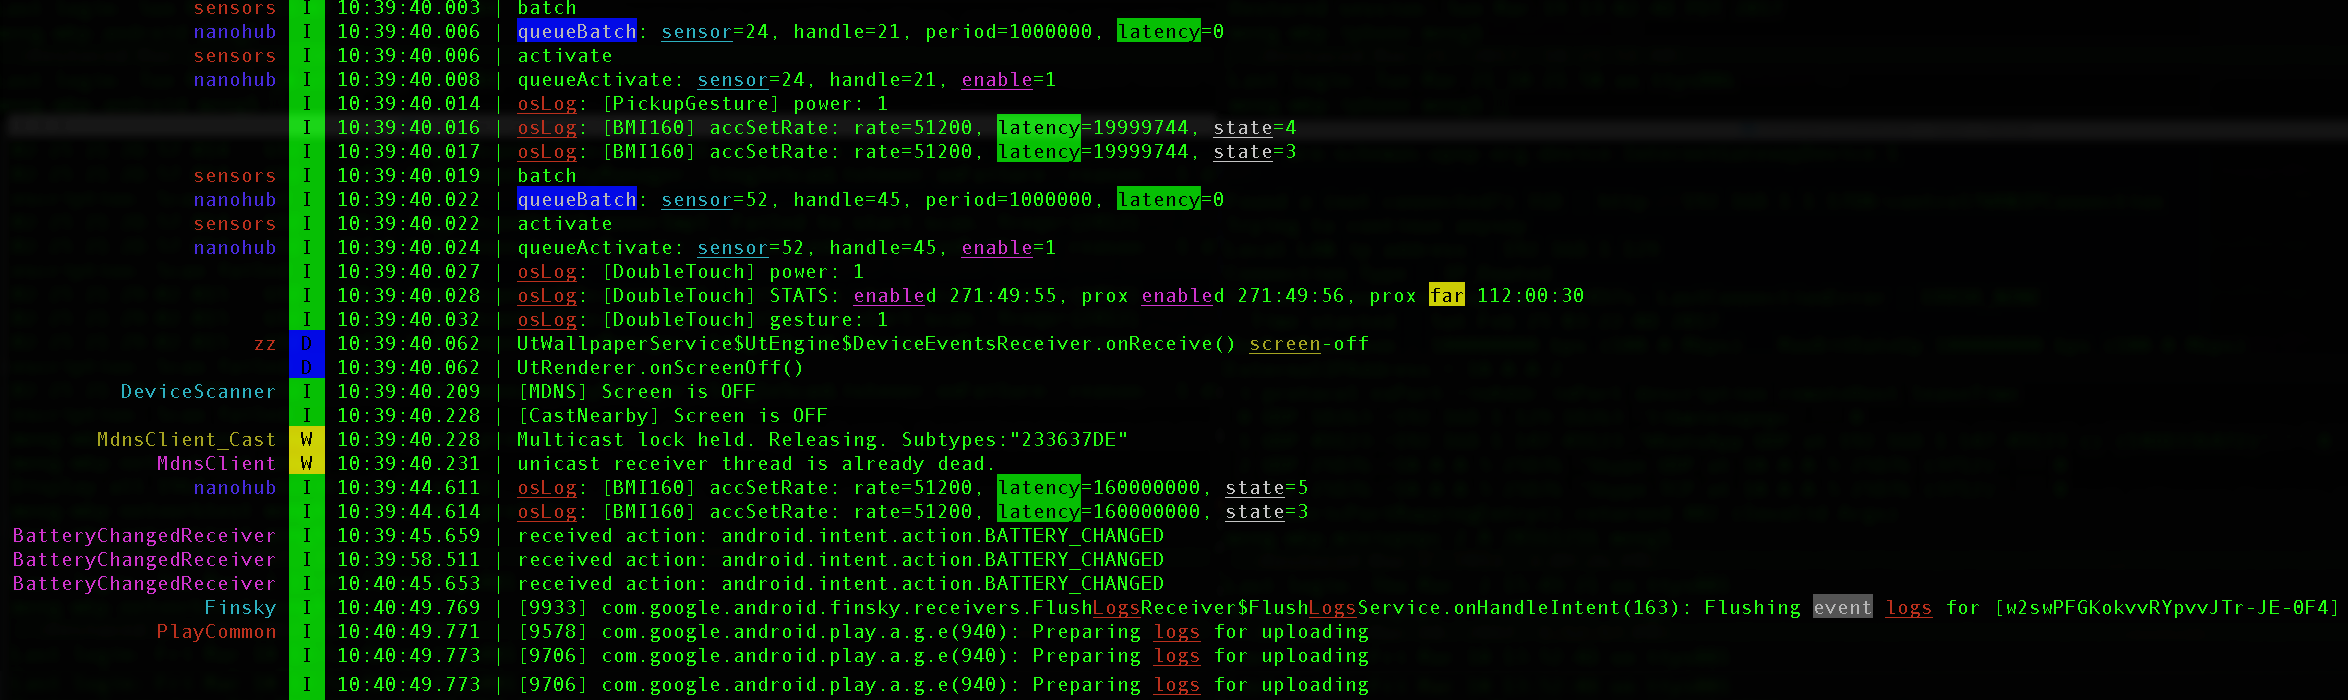 sensors I 10:39:40.003 | batch
nanohub I 10:39:40.006 | queueBatch: sensor=24, handle=21, period=1000000, latency=0
sensors I 10:39:40.006 | activate
nanohub I 10:39:40.008 | queueActivate: sensor=24, handle=21, enable=1
I 10:39:40.014 | osLog: [PickupGesture] power: 1
I 10:39:40.016 | osLog: [BMI160] accSetRate: rate=51200, latency=19999744, state=4
I 10:39:40.017 | osLog: [BMI160] accSetRate: rate=51200, latency=19999744, state=3
sensors I 10:39:40.019 | batch
nanohub I 10:39:40.022 | queueBatch: sensor=52, handle=45, period=1000000, latency=0
sensors I 10:39:40.022 | activate
nanohub I 10:39:40.024 | queueActivate: sensor=52, handle=45, enable=1
I 10:39:40.027 | osLog: [DoubleTouch] power: 1
I 10:39:40.028 | osLog: [DoubleTouch] STATS: enabled 271:49:55, prox enabled 271:49:56, prox far 112:00:30
I 10:39:40.032 | osLog: [DoubleTouch] gesture: 1
zz D 10:39:40.062 | UtWallpaperService$UtEngine$DeviceEventsReceiver.onReceive() screen-off
D 10:39:40.062 | UtRenderer.onScreenOff()
DeviceScanner I 10:39:40.209 | [MDNS] Screen is OFF
I 10:39:40.228 | [CastNearby] Screen is OFF
MdnsClient_Cast W 10:39:40.228 | Multicast lock held. Releasing. Subtypes:"233637DE"
MdnsClient W 10:39:40.231 | unicast receiver thread is already dead.
nanohub I 10:39:44.611 | osLog: [BMI160] accSetRate: rate=51200, latency=160000000, state=5
I 10:39:44.614 | osLog: [BMI160] accSetRate: rate=51200, latency=160000000, state=3
BatteryChangedReceiver I 10:39:45.659 | received action: android.intent.action.BATTERY_CHANGED
BatteryChangedReceiver I 10:39:58.511 | received action: android.intent.action.BATTERY_CHANGED
BatteryChangedReceiver I 10:40:45.653 | received action: android.intent.action.BATTERY_CHANGED
Finsky I 10:40:49.769 | [9933] com.google.android.finsky.receivers.FlushLogsReceiver$FlushLogsService.onHandleIntent(163): Flushing event logs for [w2swPFGKokvvRYpvvJTr-JE-0F4]
PlayCommon I 10:40:49.771 | [9578] com.google.android.play.a.g.e(940): Preparing logs for uploading
I 10:40:49.773 | [9706] com.google.android.play.a.g.e(940): Preparing logs for uploading
I 10:40:49.773 | [9706] com.google.android.play.a.g.e(940): Preparing logs for uploading